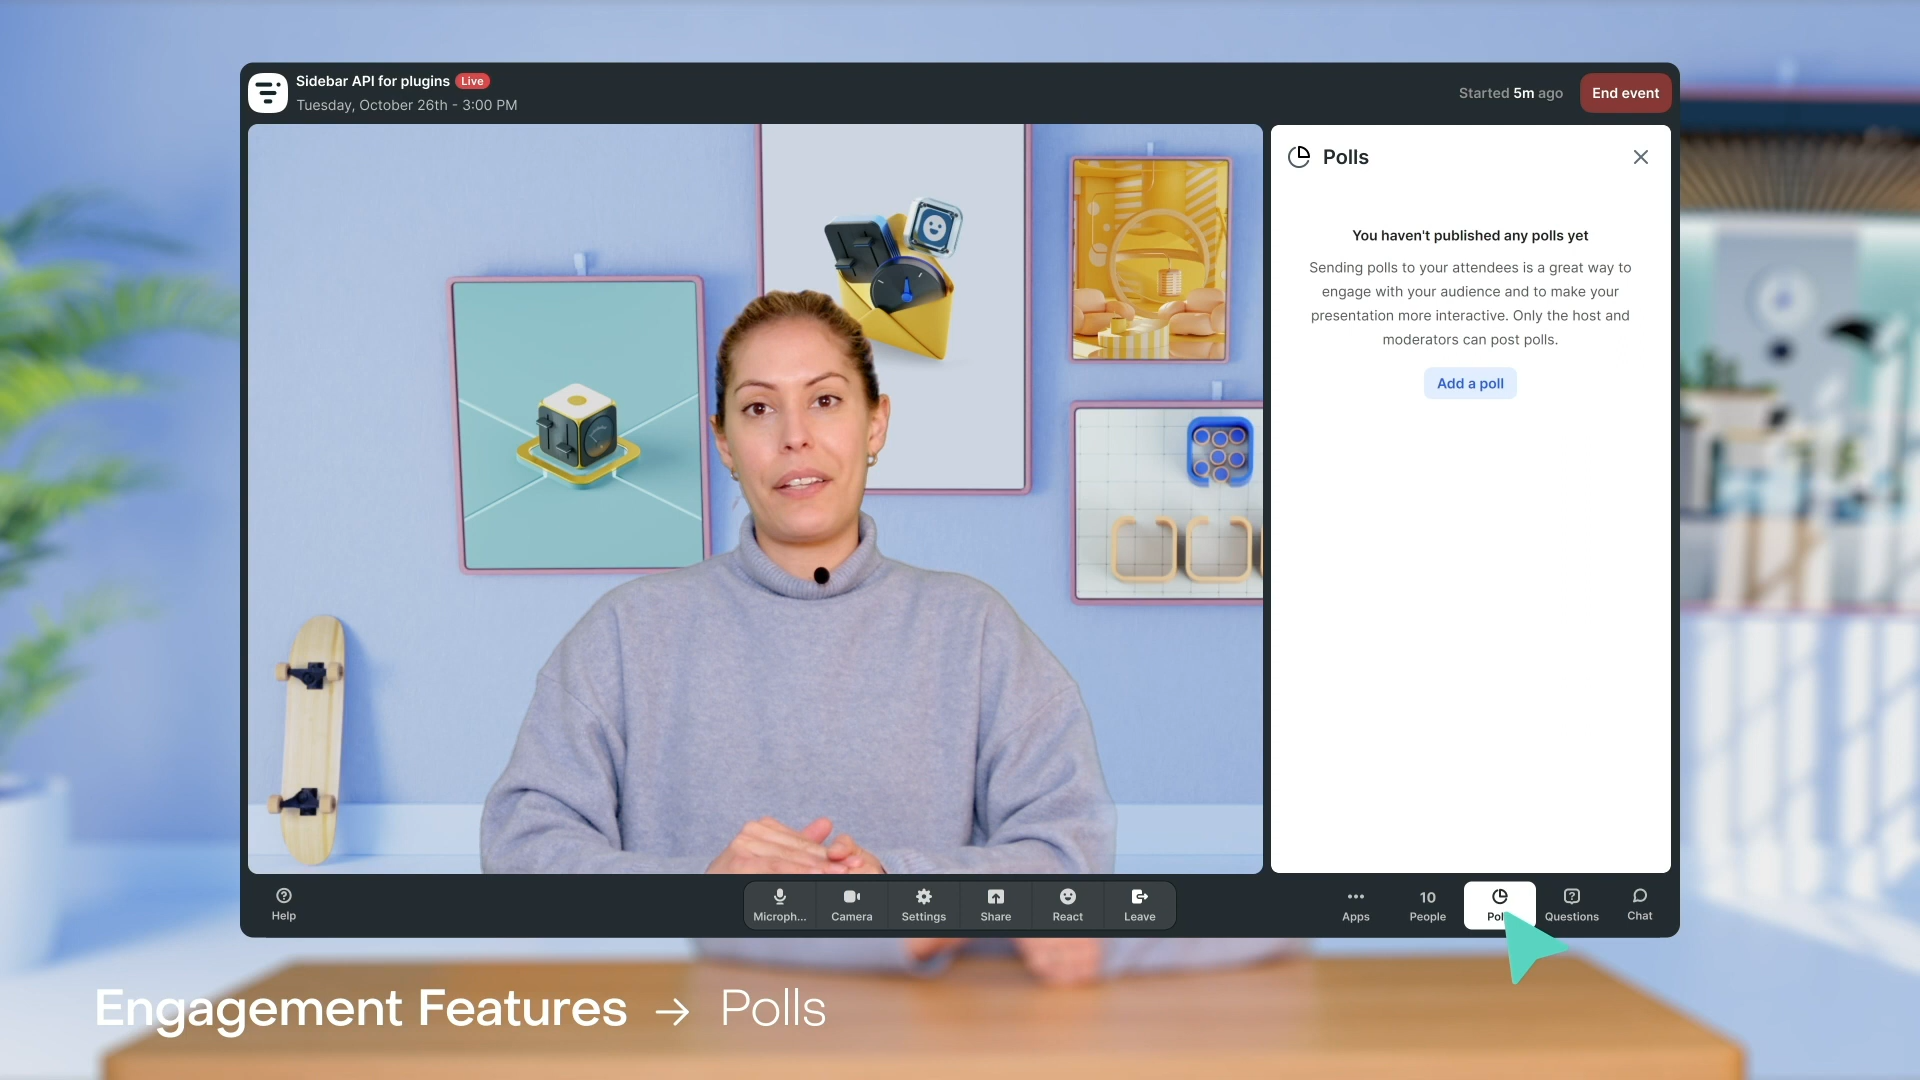 Sidebar API for plugins Live
Tuesday, October 26th - 3:00 PM
Started 5m ago
End event
Polls
You haven't published any polls yet
Sending polls to your attendees is a great way to
engage with your audience and to make your
presentation more interactive. Only the host and
moderators can post polls.
Add a poll
Help
Microph...
Camera
Settings
Share
React
Leave
Apps
10
People
Questions
Chat
Engagement Features → Polls